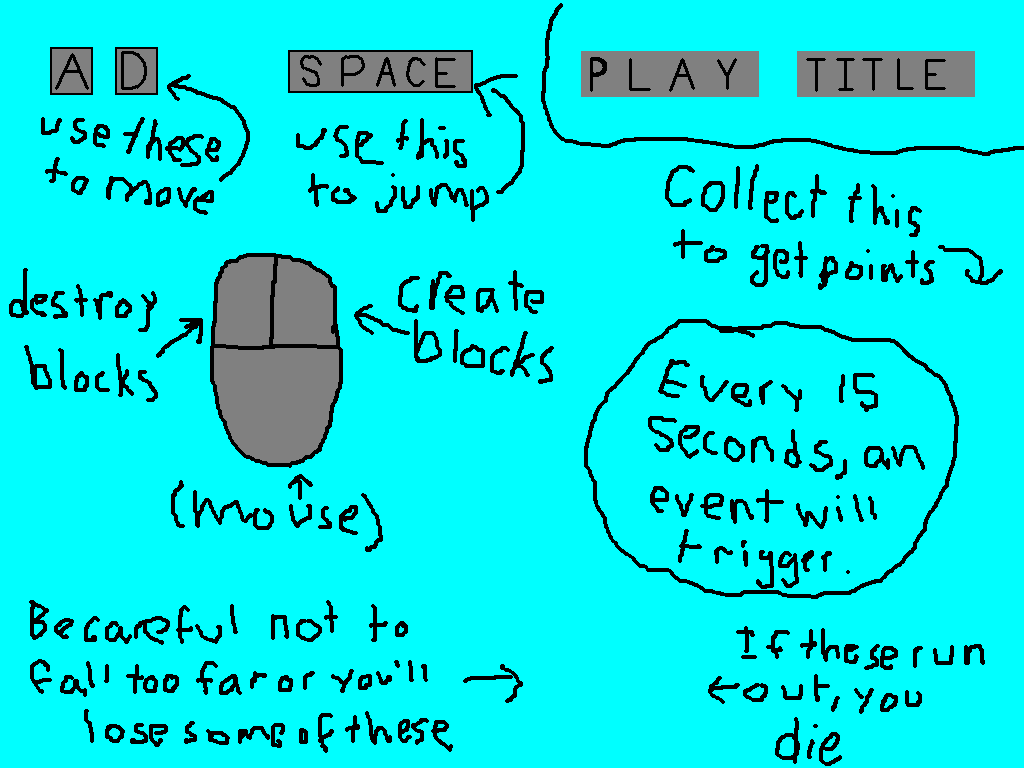 A D
use these
to move
SPACE
use this
to jump
PLAY TITLE
Collect this
to get points
destroy
blocks
create
blocks
(mouse)
Every 15
seconds, an
event will
trigger.
Be careful not to
fall too far or you'll
lose some of these
If these run
out, you
die